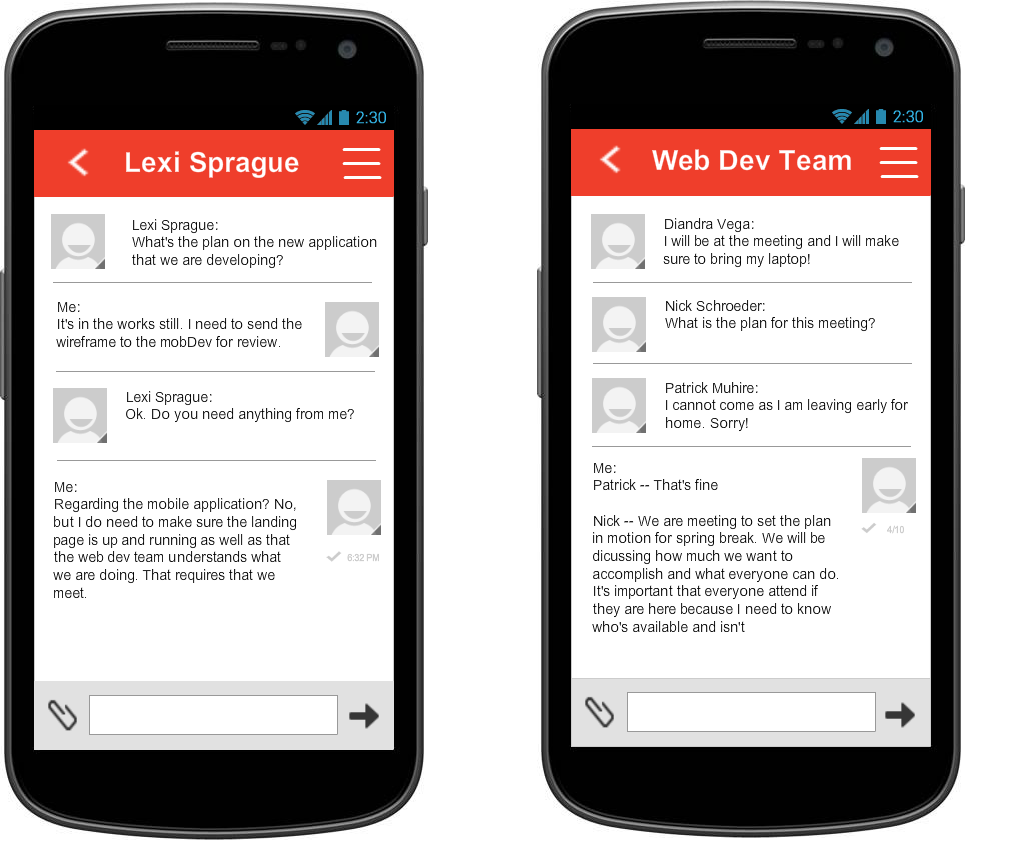 2:30
Lexi Sprague
Lexi Sprague:
What's the plan on the new application
that we are developing?
Me:
It's in the works still. I need to send the
wireframe to the mobDev for review.
Lexi Sprague:
Ok. Do you need anything from me?
Me:
Regarding the mobile application? No,
but I do need to make sure the landing
page is up and running as well as that
the web dev team understands what
we are doing. That requires that we
meet.
6:32 PM
2:30
Web Dev Team
Diandra Vega:
I will be at the meeting and I will make
sure to bring my laptop!
Nick Schroeder:
What is the plan for this meeting?
Patrick Muhire:
I cannot come as I am leaving early for
home. Sorry!
Me:
Patrick -- That's fine
Nick -- We are meeting to set the plan
in motion for spring break. We will be
dicussing how much we want to
accomplish and what everyone can do.
It's important that everyone attend if
they are here because I need to know
who's available and isn't
4/10